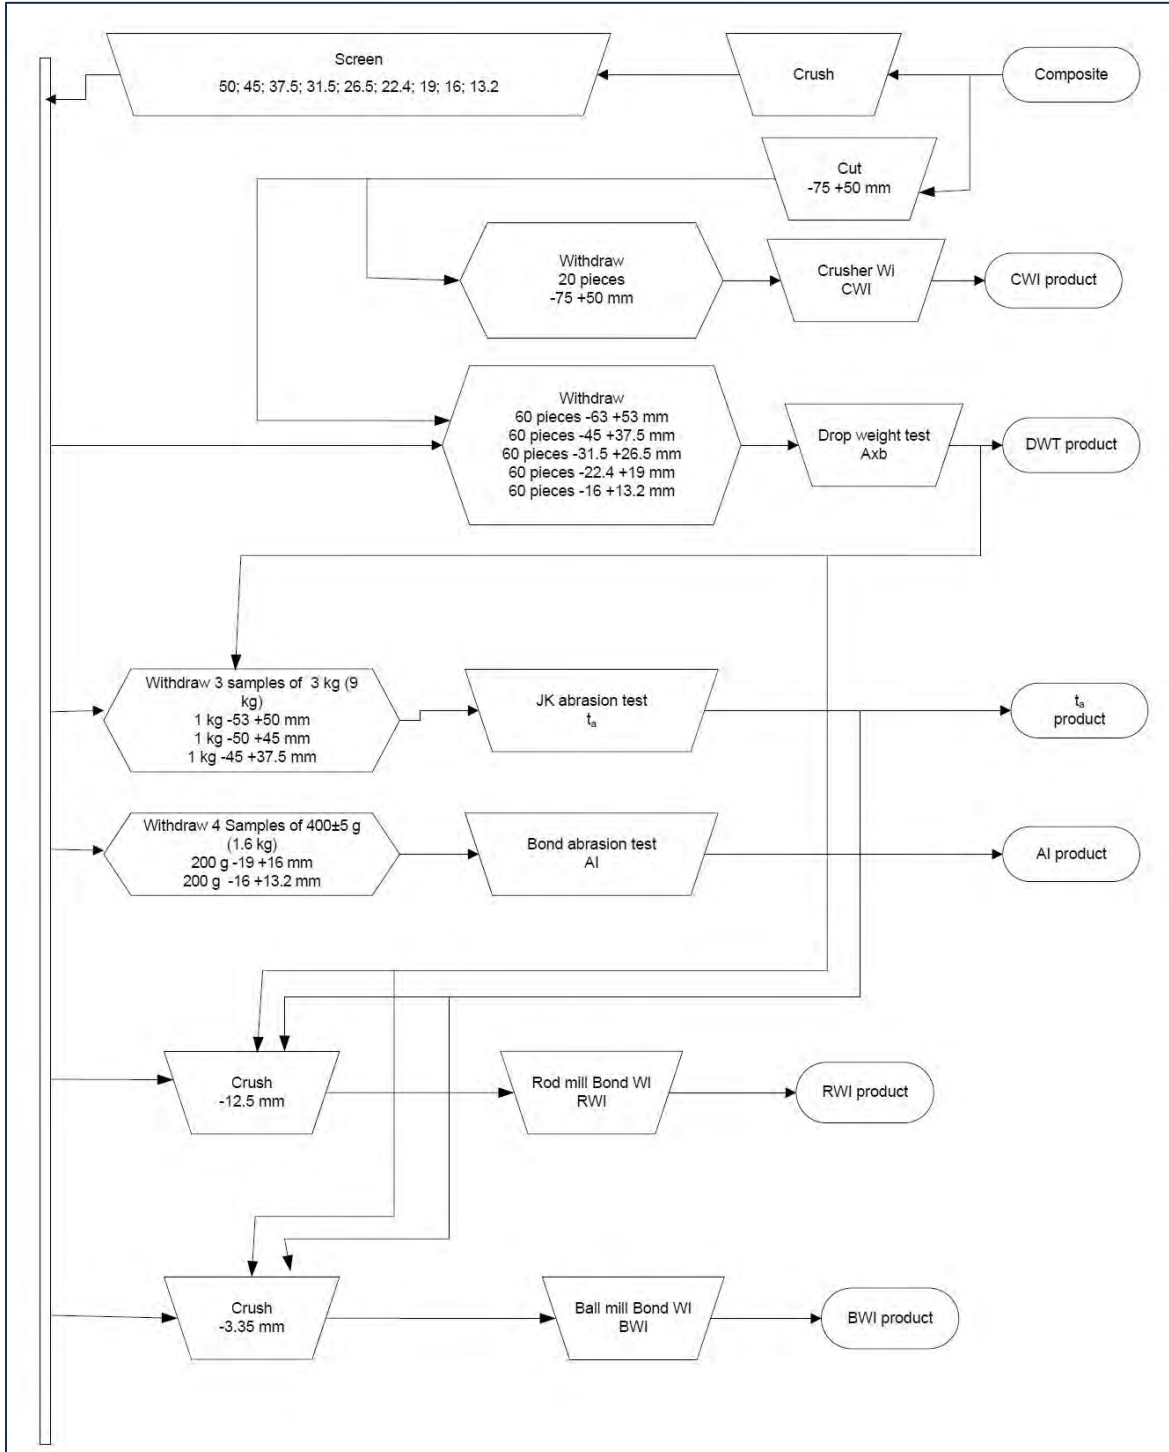 Screen
50; 45; 37.5; 31.5; 26.5; 22.4; 19; 16; 13.2
Crush
Composite
Cut
-75 +50 mm
Withdraw
20 pieces
-75 +50 mm
Crusher Wi
CWI
CWI product
Withdraw
60 pieces -63 +53 mm
60 pieces -45 +37.5 mm
60 pieces -31.5 +26.5 mm
60 pieces -22.4 +19 mm
60 pieces -16 +13.2 mm
Drop weight test
Axb
DWT product
Withdraw 3 samples of 3 kg (9
kg)
1 kg -53 +50 mm
1 kg -50 +45 mm
1 kg -45 +37.5 mm
JK abrasion test
tₐ
tₐ
product
Withdraw 4 Samples of 400±5 g
(1.6 kg)
200 g -19 +16 mm
200 g -16 +13.2 mm
Bond abrasion test
AI
AI product
Crush
-12.5 mm
Rod mill Bond WI
RWI
RWI product
Crush
-3.35 mm
Ball mill Bond WI
BWI
BWI product